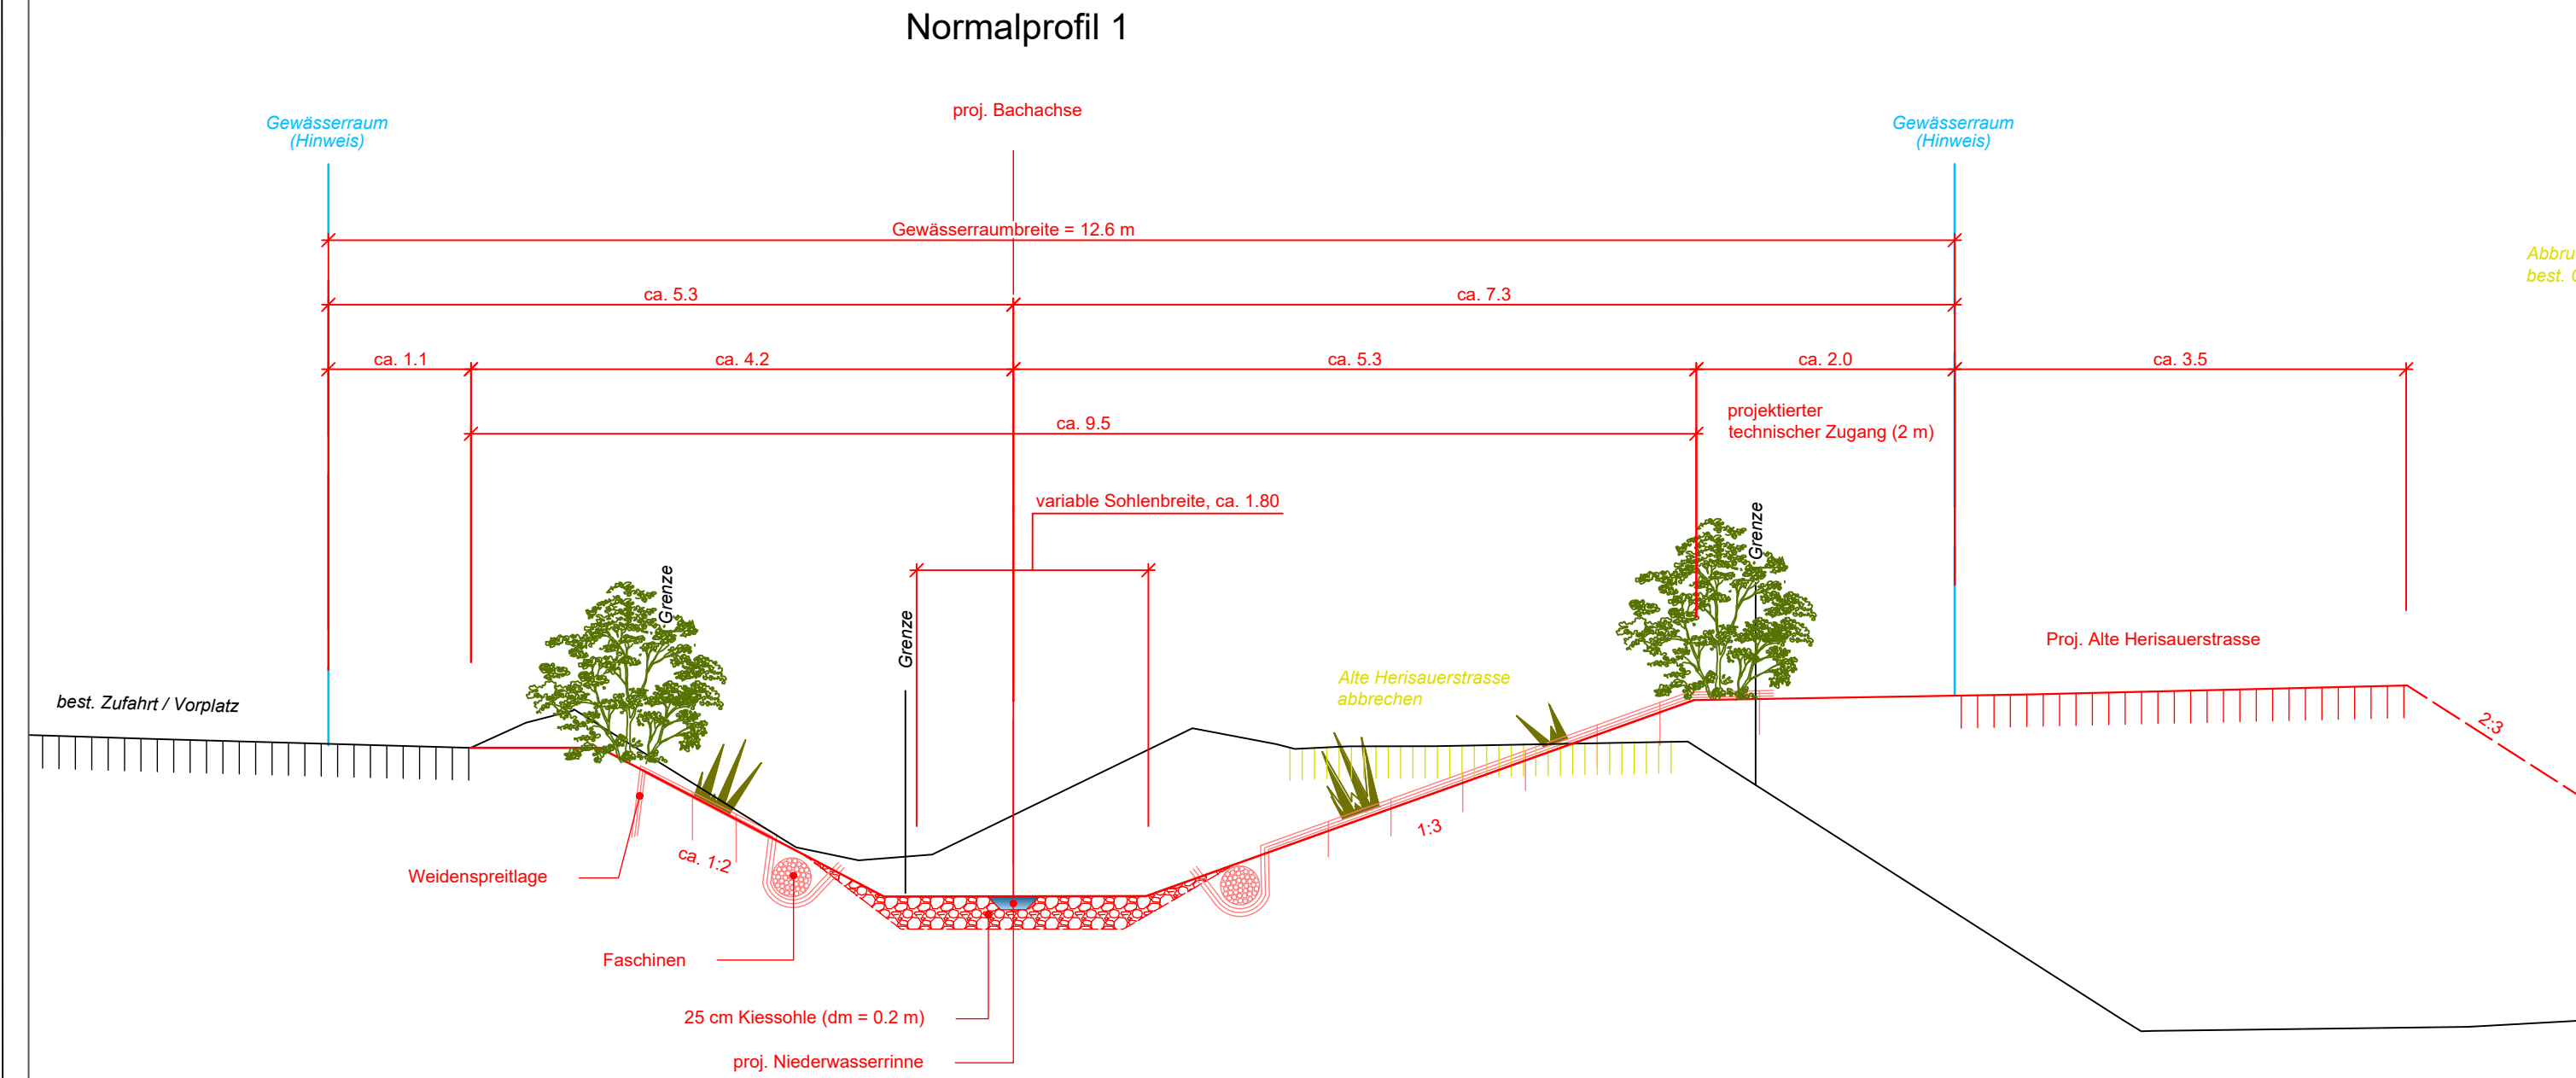 Normalprofil 1
proj. Bachachse
Gewässerraum
(Hinweis)
Gewässerraum
(Hinweis)
Gewässerraumbreite = 12.6 m
Abbru
best.
ca. 5.3
ca. 7.3
ca. 1.1
ca. 4.2
ca. 5.3
ca. 2.0
ca. 3.5
ca. 9.5
projektierter
technischer Zugang (2 m)
variable Sohlenbreite, ca. 1.80
Grenze
Grenze
Grenze
Proj. Alte Herisauerstrasse
Alte Herisauerstrasse
abbrechen
best. Zufahrt / Vorplatz
2:3
1:3
ca. 1:2
Weidenspreitlage
Faschinen
25 cm Kiessohle (dm = 0.2 m)
proj. Niederwasserrinne